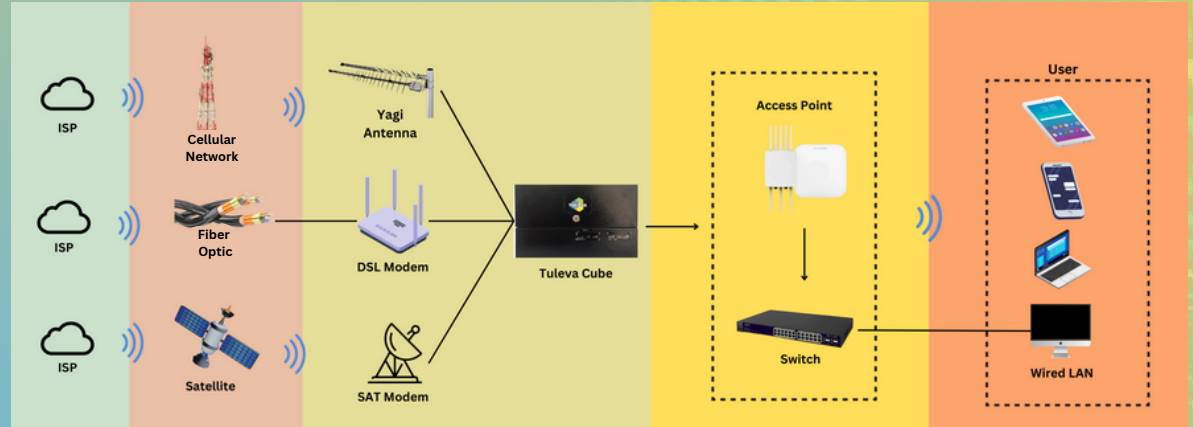 ISP
Cellular
Network
Yagi
Antenna
Access Point
User
ISP
Fiber
Optic
DSL Modem
Tuleva Cube
ISP
Satellite
SAT Modem
Switch
Wired LAN